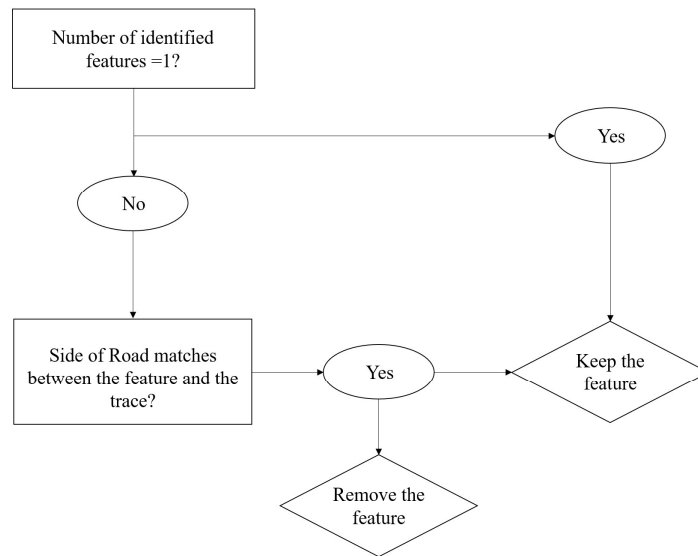 Number of identified
features =1?
Yes
No
Side of Road matches
between the feature and the
trace?
Yes
Keep the
feature
Remove the
feature